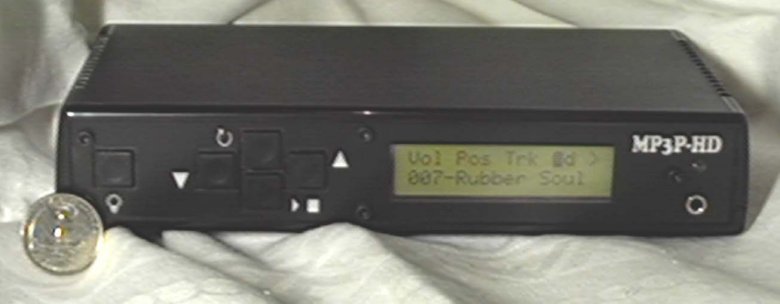 Vol Pos Trk d >
007-Rubber Soul
MP3P-HD